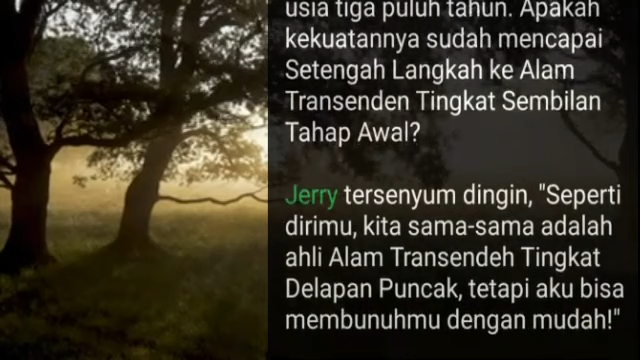 usia tiga puluh tahun. Apakah
kekuatannya sudah mencapai
Setengah Langkah ke Alam
Transenden Tingkat Sembilan
Tahap Awal?
Jerry tersenyum dingin, "Seperti
dirimu, kita sama-sama adalah
ahli Alam Transendeh Tingkat
Delapan Puncak, tetapi aku bisa
membunuhmu dengan mudah!"